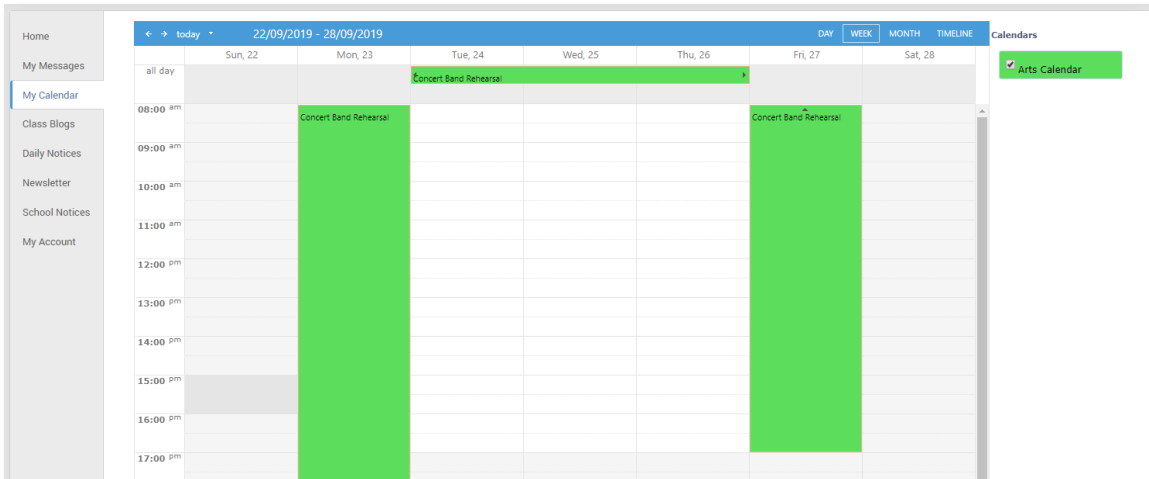 Home
My Messages
My Calendar
Class Blogs
Daily Notices
Newsletter
School Notices
My Account
today 22/09/2019 - 28/09/2019 DAY WEEK MONTH TIMELINE
Sun, 22 Mon, 23 Tue, 24 Wed, 25 Thu, 26 Fri, 27 Sat, 28
all day
Concert Band Rehearsal
08:00 am
Concert Band Rehearsal Concert Band Rehearsal
09:00 am
10:00 am
11:00 am
12:00 pm
13:00 pm
14:00 pm
15:00 pm
16:00 pm
17:00 pm
Calendars
Arts Calendar